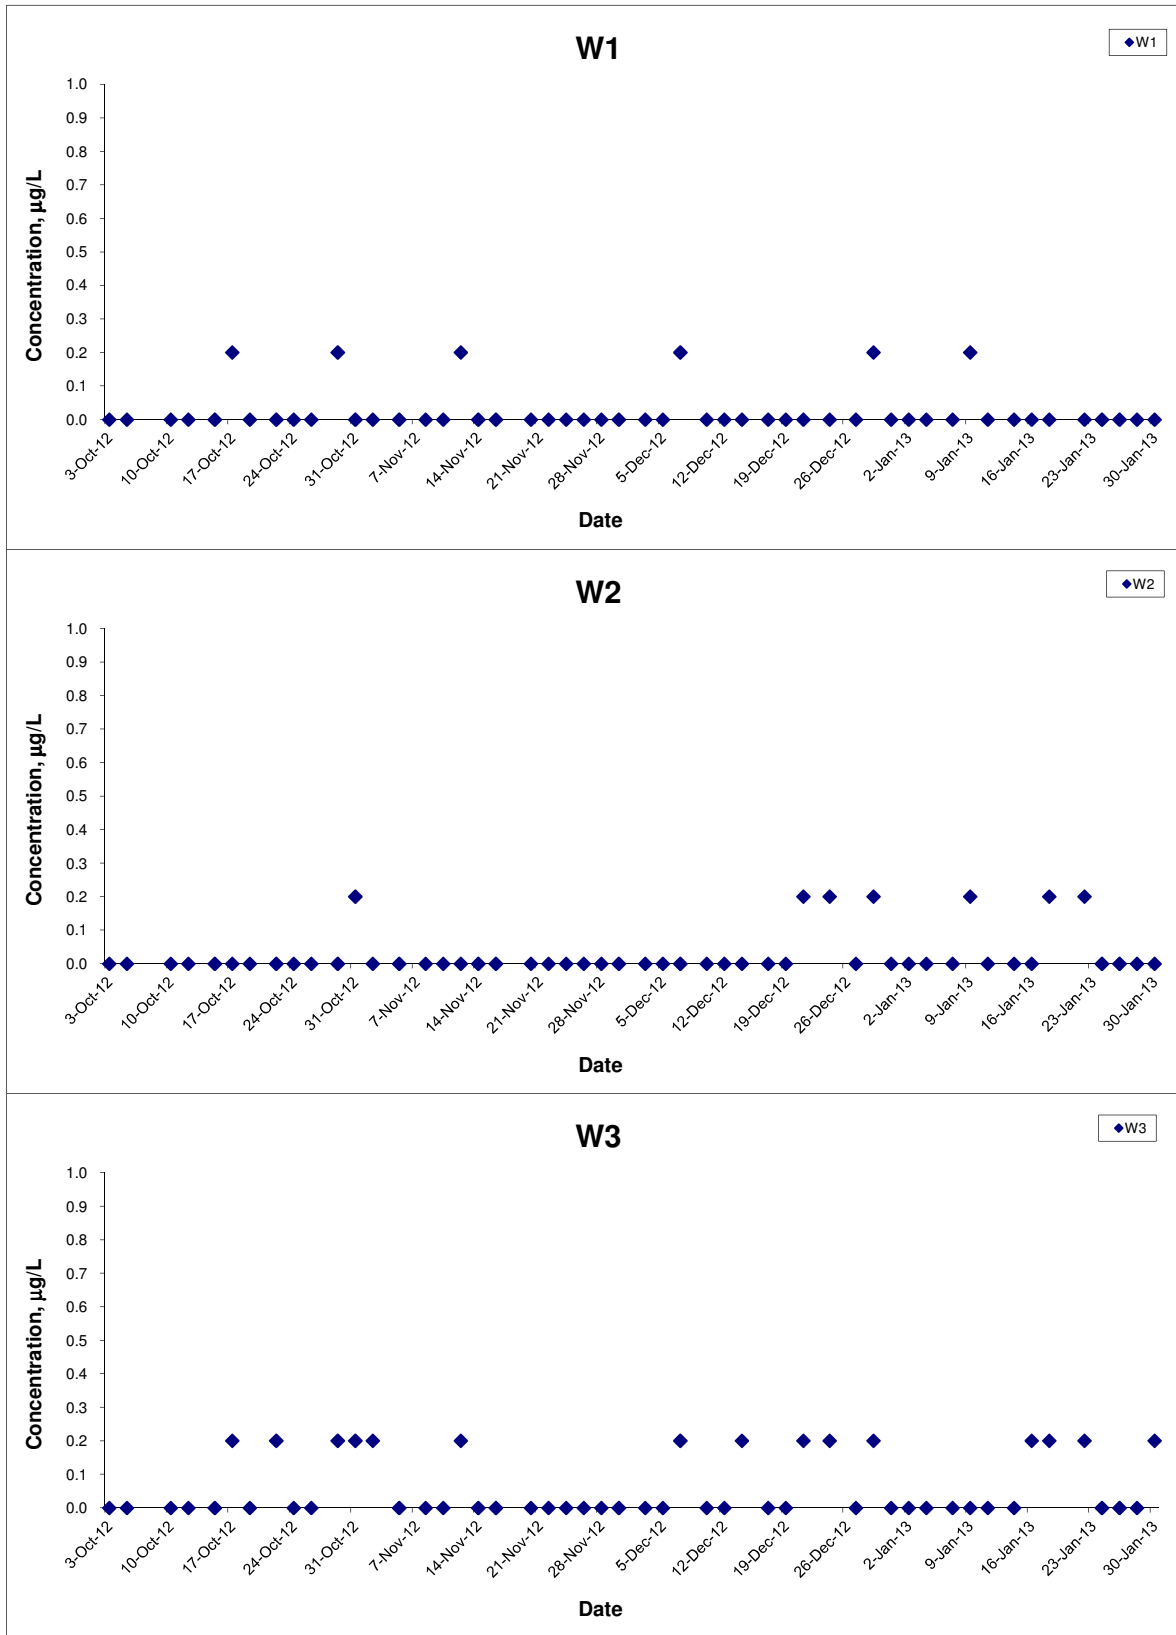 W1
W1
1.0
0.9
0.8
0.7
0.6
0.5
0.4
0.3
0.2
0.1
0.0
Concentration, µg/L
3-Oct-12
10-Oct-12
17-Oct-12
24-Oct-12
31-Oct-12
7-Nov-12
14-Nov-12
21-Nov-12
28-Nov-12
5-Dec-12
12-Dec-12
19-Dec-12
26-Dec-12
2-Jan-13
9-Jan-13
16-Jan-13
23-Jan-13
30-Jan-13
Date
W2
W2
1.0
0.9
0.8
0.7
0.6
0.5
0.4
0.3
0.2
0.1
0.0
Concentration, µg/L
3-Oct-12
10-Oct-12
17-Oct-12
24-Oct-12
31-Oct-12
7-Nov-12
14-Nov-12
21-Nov-12
28-Nov-12
5-Dec-12
12-Dec-12
19-Dec-12
26-Dec-12
2-Jan-13
9-Jan-13
16-Jan-13
23-Jan-13
30-Jan-13
Date
W3
W3
1.0
0.9
0.8
0.7
0.6
0.5
0.4
0.3
0.2
0.1
0.0
Concentration, µg/L
3-Oct-12
10-Oct-12
17-Oct-12
24-Oct-12
31-Oct-12
7-Nov-12
14-Nov-12
21-Nov-12
28-Nov-12
5-Dec-12
12-Dec-12
19-Dec-12
26-Dec-12
2-Jan-13
9-Jan-13
16-Jan-13
23-Jan-13
30-Jan-13
Date